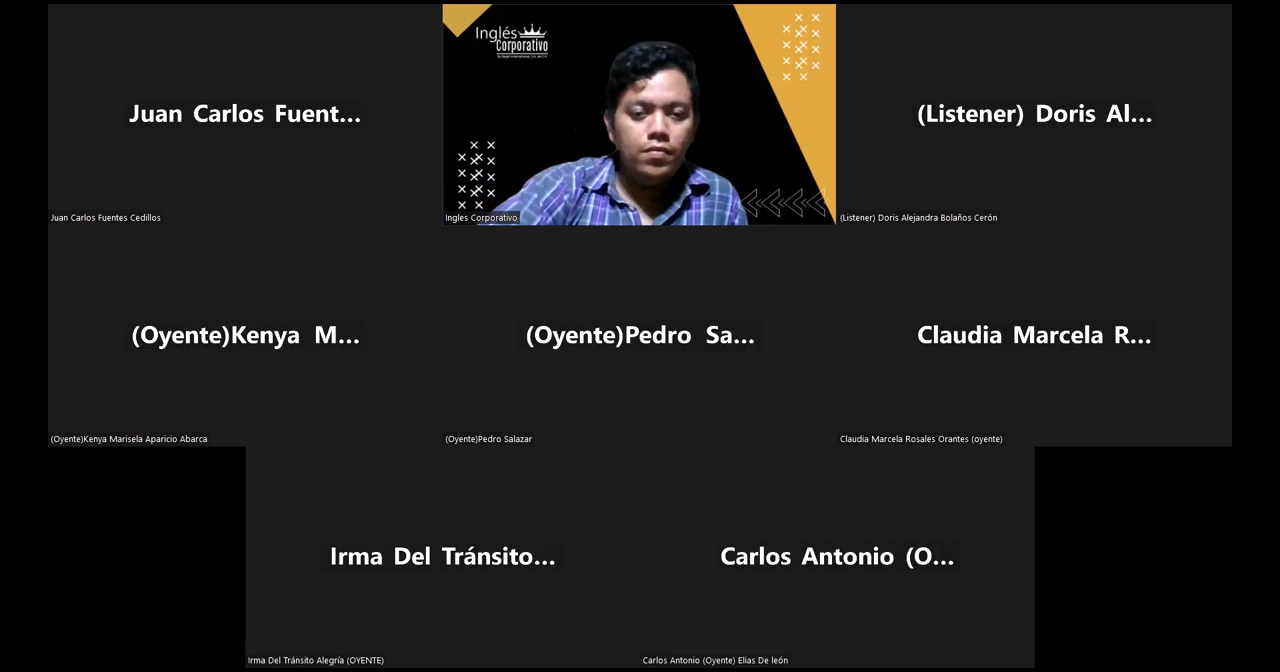 Juan Carlos Fuent...
Juan Carlos Fuentes Cedillos
Inglés
Corporativo
Ingles Corporativo
(Listener) Doris Al...
(Listener) Doris Alejandra Bolaños Cerón
(Oyente)Kenya M...
(Oyente)Kenya Marisela Aparicio Abarca
(Oyente)Pedro Sa...
(Oyente)Pedro Salazar
Claudia Marcela R...
Claudia Marcela Rosales Orantes (oyente)
Irma Del Tránsito...
Irma Del Tránsito Alegría (OYENTE)
Carlos Antonio (O...
Carlos Antonio (Oyente) Elias De león